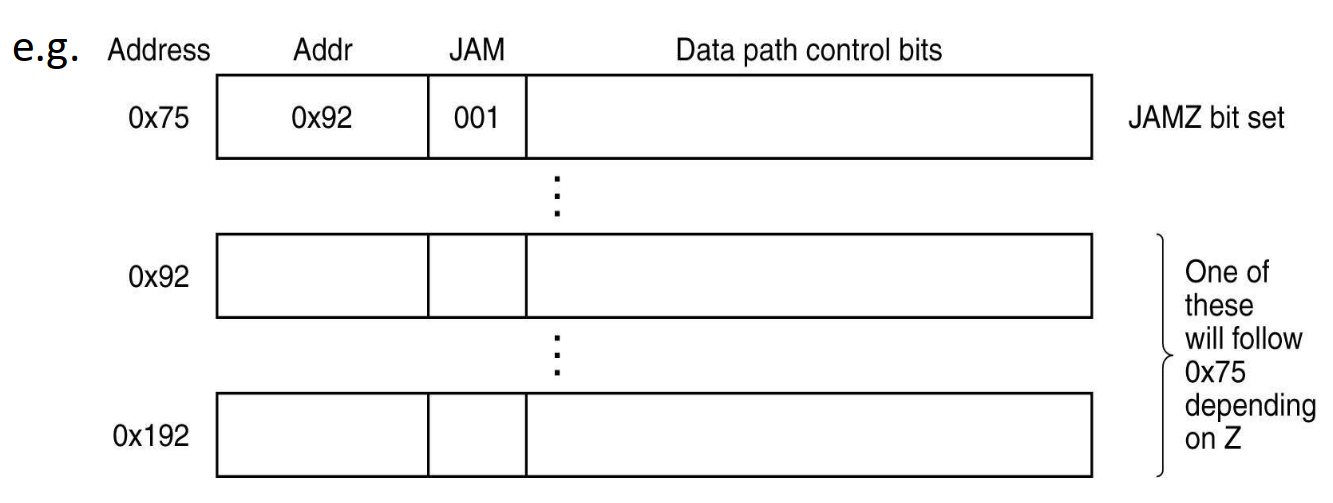 e.g. Address Addr JAM Data path control bits
0x75 0x92 001 JAMZ bit set
0x92
One of
these
will follow
0x75
depending
on Z
0x192